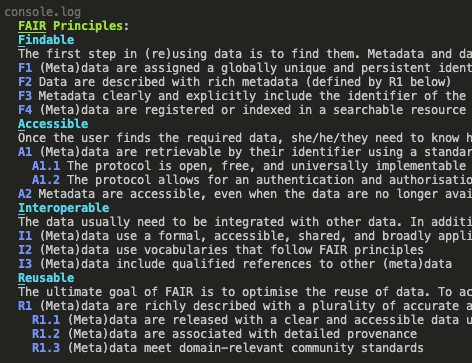 console.log
FAIR Principles:
Findable
The first step in (re)using data is to find them. Metadata and da
F1 (Meta)data are assigned a globally unique and persistent ident
F2 Data are described with rich metadata (defined by R1 below)
F3 Metadata clearly and explicitly include the identifier of the
F4 (Meta)data are registered or indexed in a searchable resource
Accessible
Once the user finds the required data, she/he/they need to know h
A1 (Meta)data are retrievable by their identifier using a standar
A1.1 The protocol is open, free, and universally implementable
A1.2 The protocol allows for an authentication and authorisatio
A2 Metadata are accessible, even when the data are no longer avai
Interoperable
The data usually need to be integrated with other data. In additi
I1 (Meta)data use a formal, accessible, shared, and broadly appli
I2 (Meta)data use vocabularies that follow FAIR principles
I3 (Meta)data include qualified references to other (meta)data
Reusable
The ultimate goal of FAIR is to optimise the reuse of data. To ac
R1 (Meta)data are richly described with a plurality of accurate a
R1.1 (Meta)data are released with a clear and accessible data u
R1.2 (Meta)data are associated with detailed provenance
R1.3 (Meta)data meet domain-relevant community standards